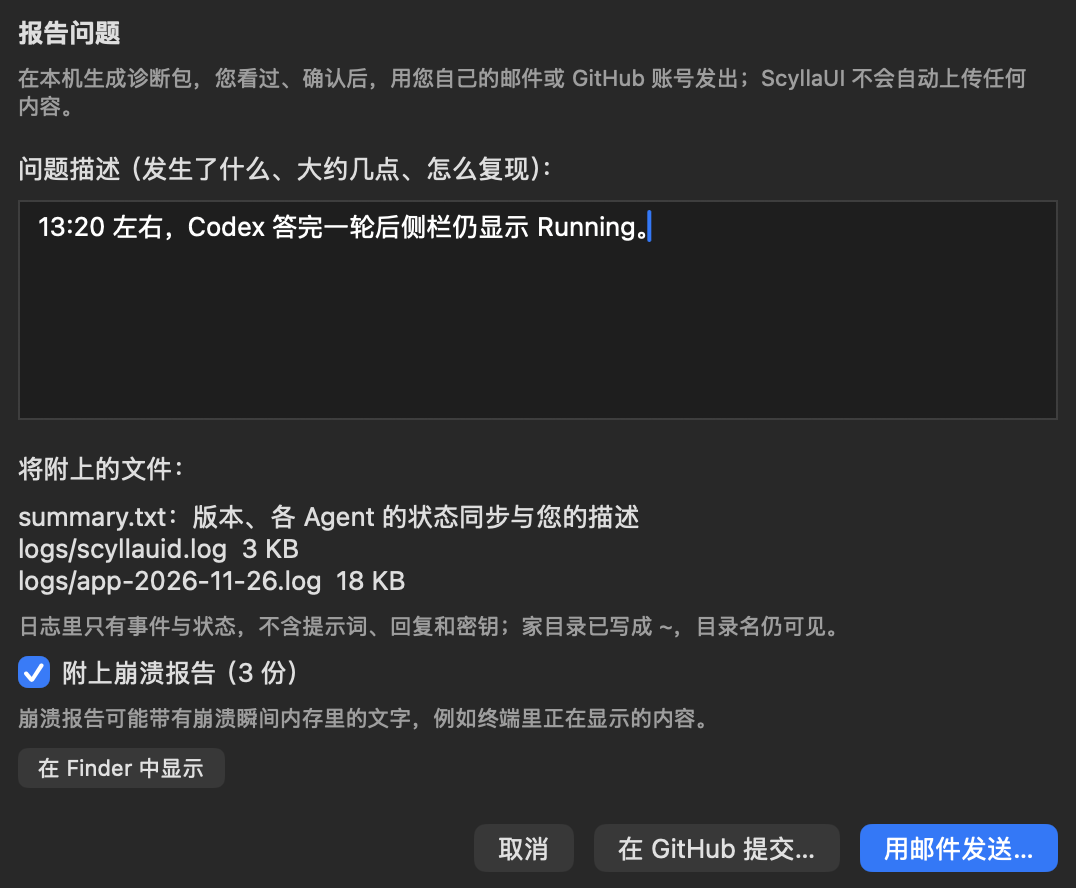 报告问题
在本机生成诊断包，您看过、确认后，用您自己的邮件或 GitHub 账号发出；ScyllaUI 不会自动上传任何
内容。
问题描述（发生了什么、大约几点、怎么复现）：
13:20 左右，Codex 答完一轮后侧栏仍显示 Running。
将附上的文件：
summary.txt：版本、各 Agent 的状态同步与您的描述
logs/scyllauid.log  3 KB
logs/app-2026-11-26.log  18 KB
日志里只有事件与状态，不含提示词、回复和密钥；家目录已写成 ~，目录名仍可见。
附上崩溃报告（3 份）
崩溃报告可能带有崩溃瞬间内存里的文字，例如终端里正在显示的内容。
在 Finder 中显示
取消
在 GitHub 提交…
用邮件发送…